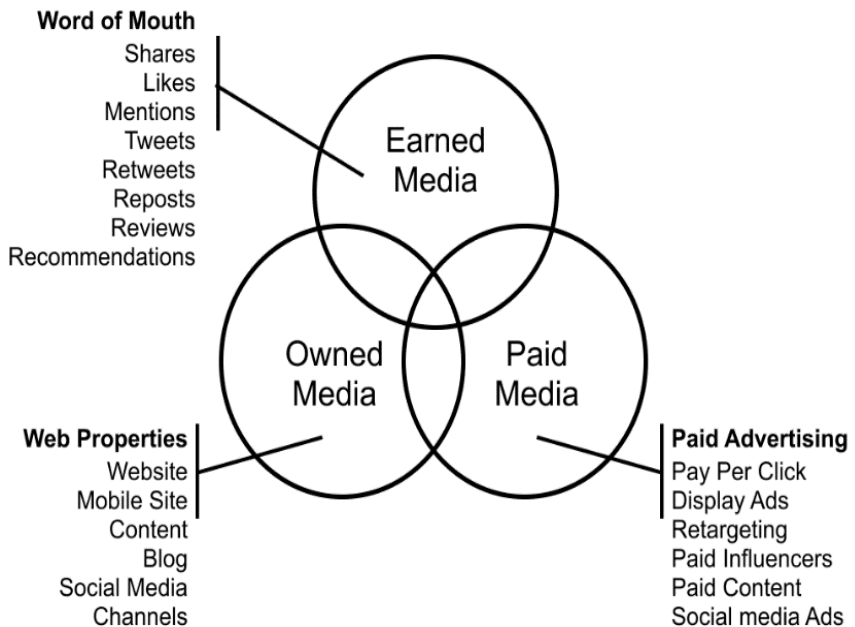 Word of Mouth
Shares
Likes
Mentions
Tweets
Retweets
Reposts
Reviews
Recommendations
Earned
Media
Owned
Media
Paid
Media
Web Properties
Website
Mobile Site
Content
Blog
Social Media
Channels
Paid Advertising
Pay Per Click
Display Ads
Retargeting
Paid Influencers
Paid Content
Social media Ads